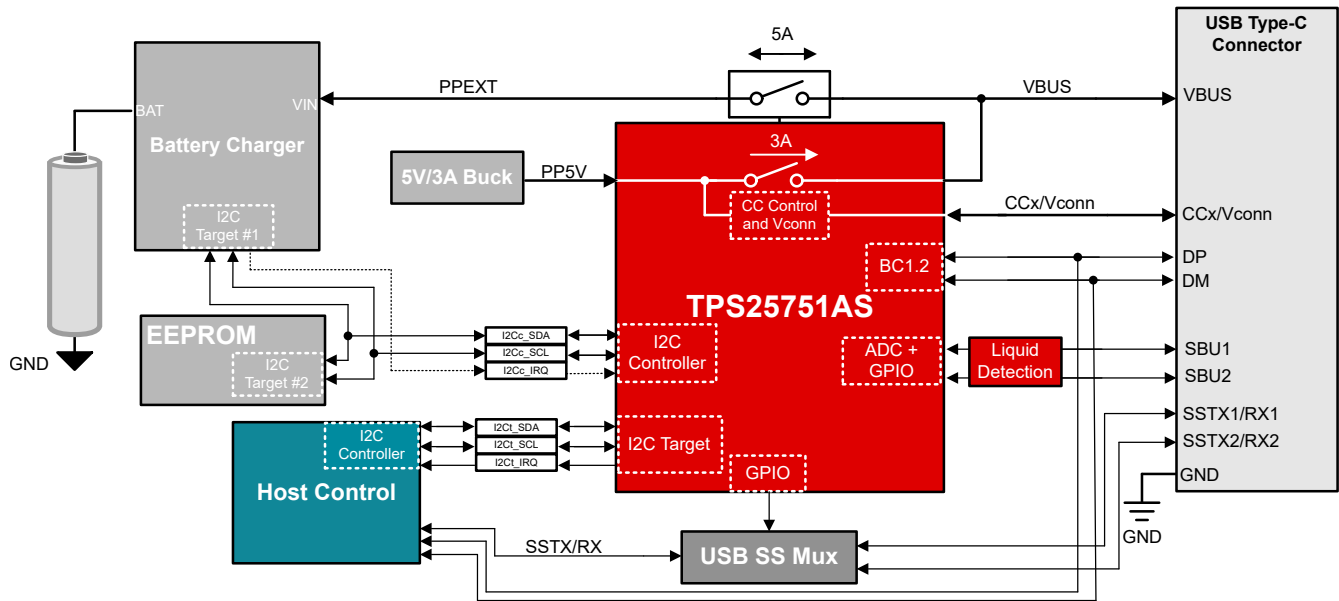 USB Type-C
Connector
5A
PPEXT
VBUS
VBUS
BAT
VIN
Battery Charger
3A
5V/3A Buck
PP5V
CC Control
and Vconn
CCx/Vconn
CCx/Vconn
I2C
Target #1
BC1.2
DP
DM
TPS25751AS
EEPROM
I2C
Target #2
GND
I2Cc_SDA
I2Cc_SCL
I2Cc_IRQ
I2C
Controller
ADC +
GPIO
Liquid
Detection
SBU1
SBU2
SSTX1/RX1
SSTX2/RX2
I2C
Controller
I2Ct_SDA
I2Ct_SCL
I2Ct_IRQ
I2C Target
GPIO
GND
GND
Host Control
SSTX/RX
USB SS Mux